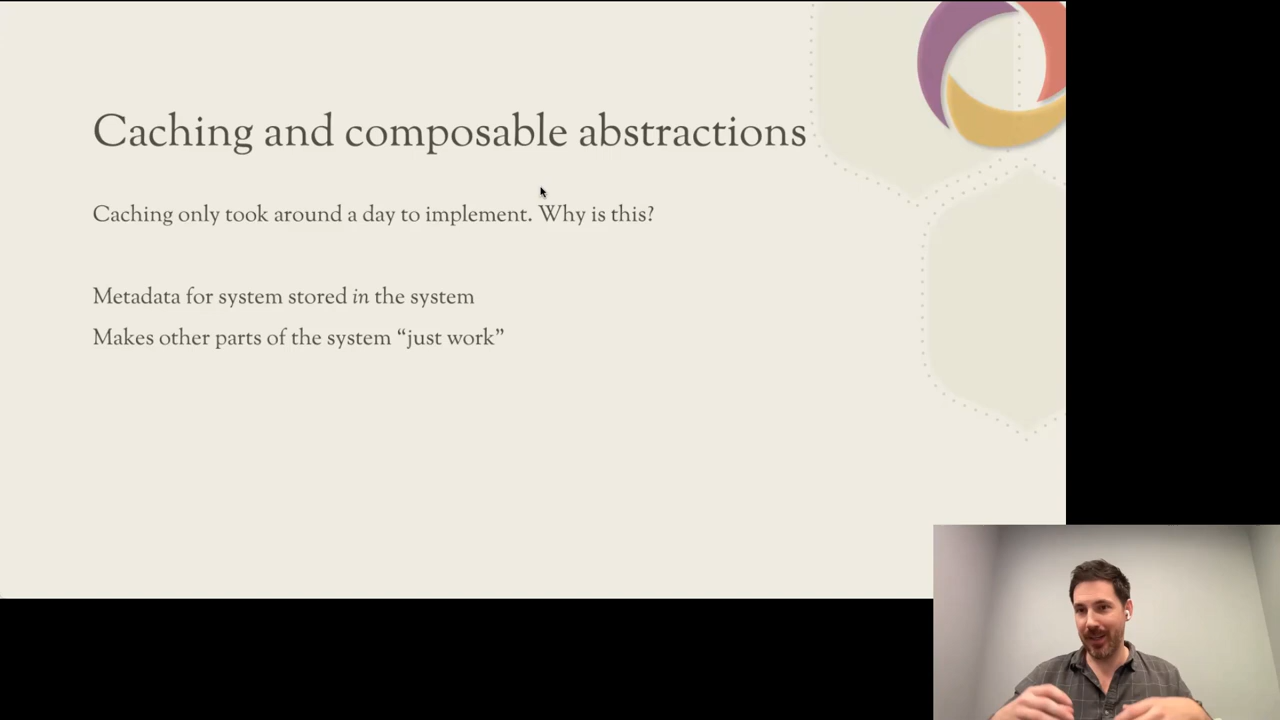 Caching and composable abstractions
Caching only took around a day to implement. Why is this?
Metadata for system stored in the system
Makes other parts of the system “just work”